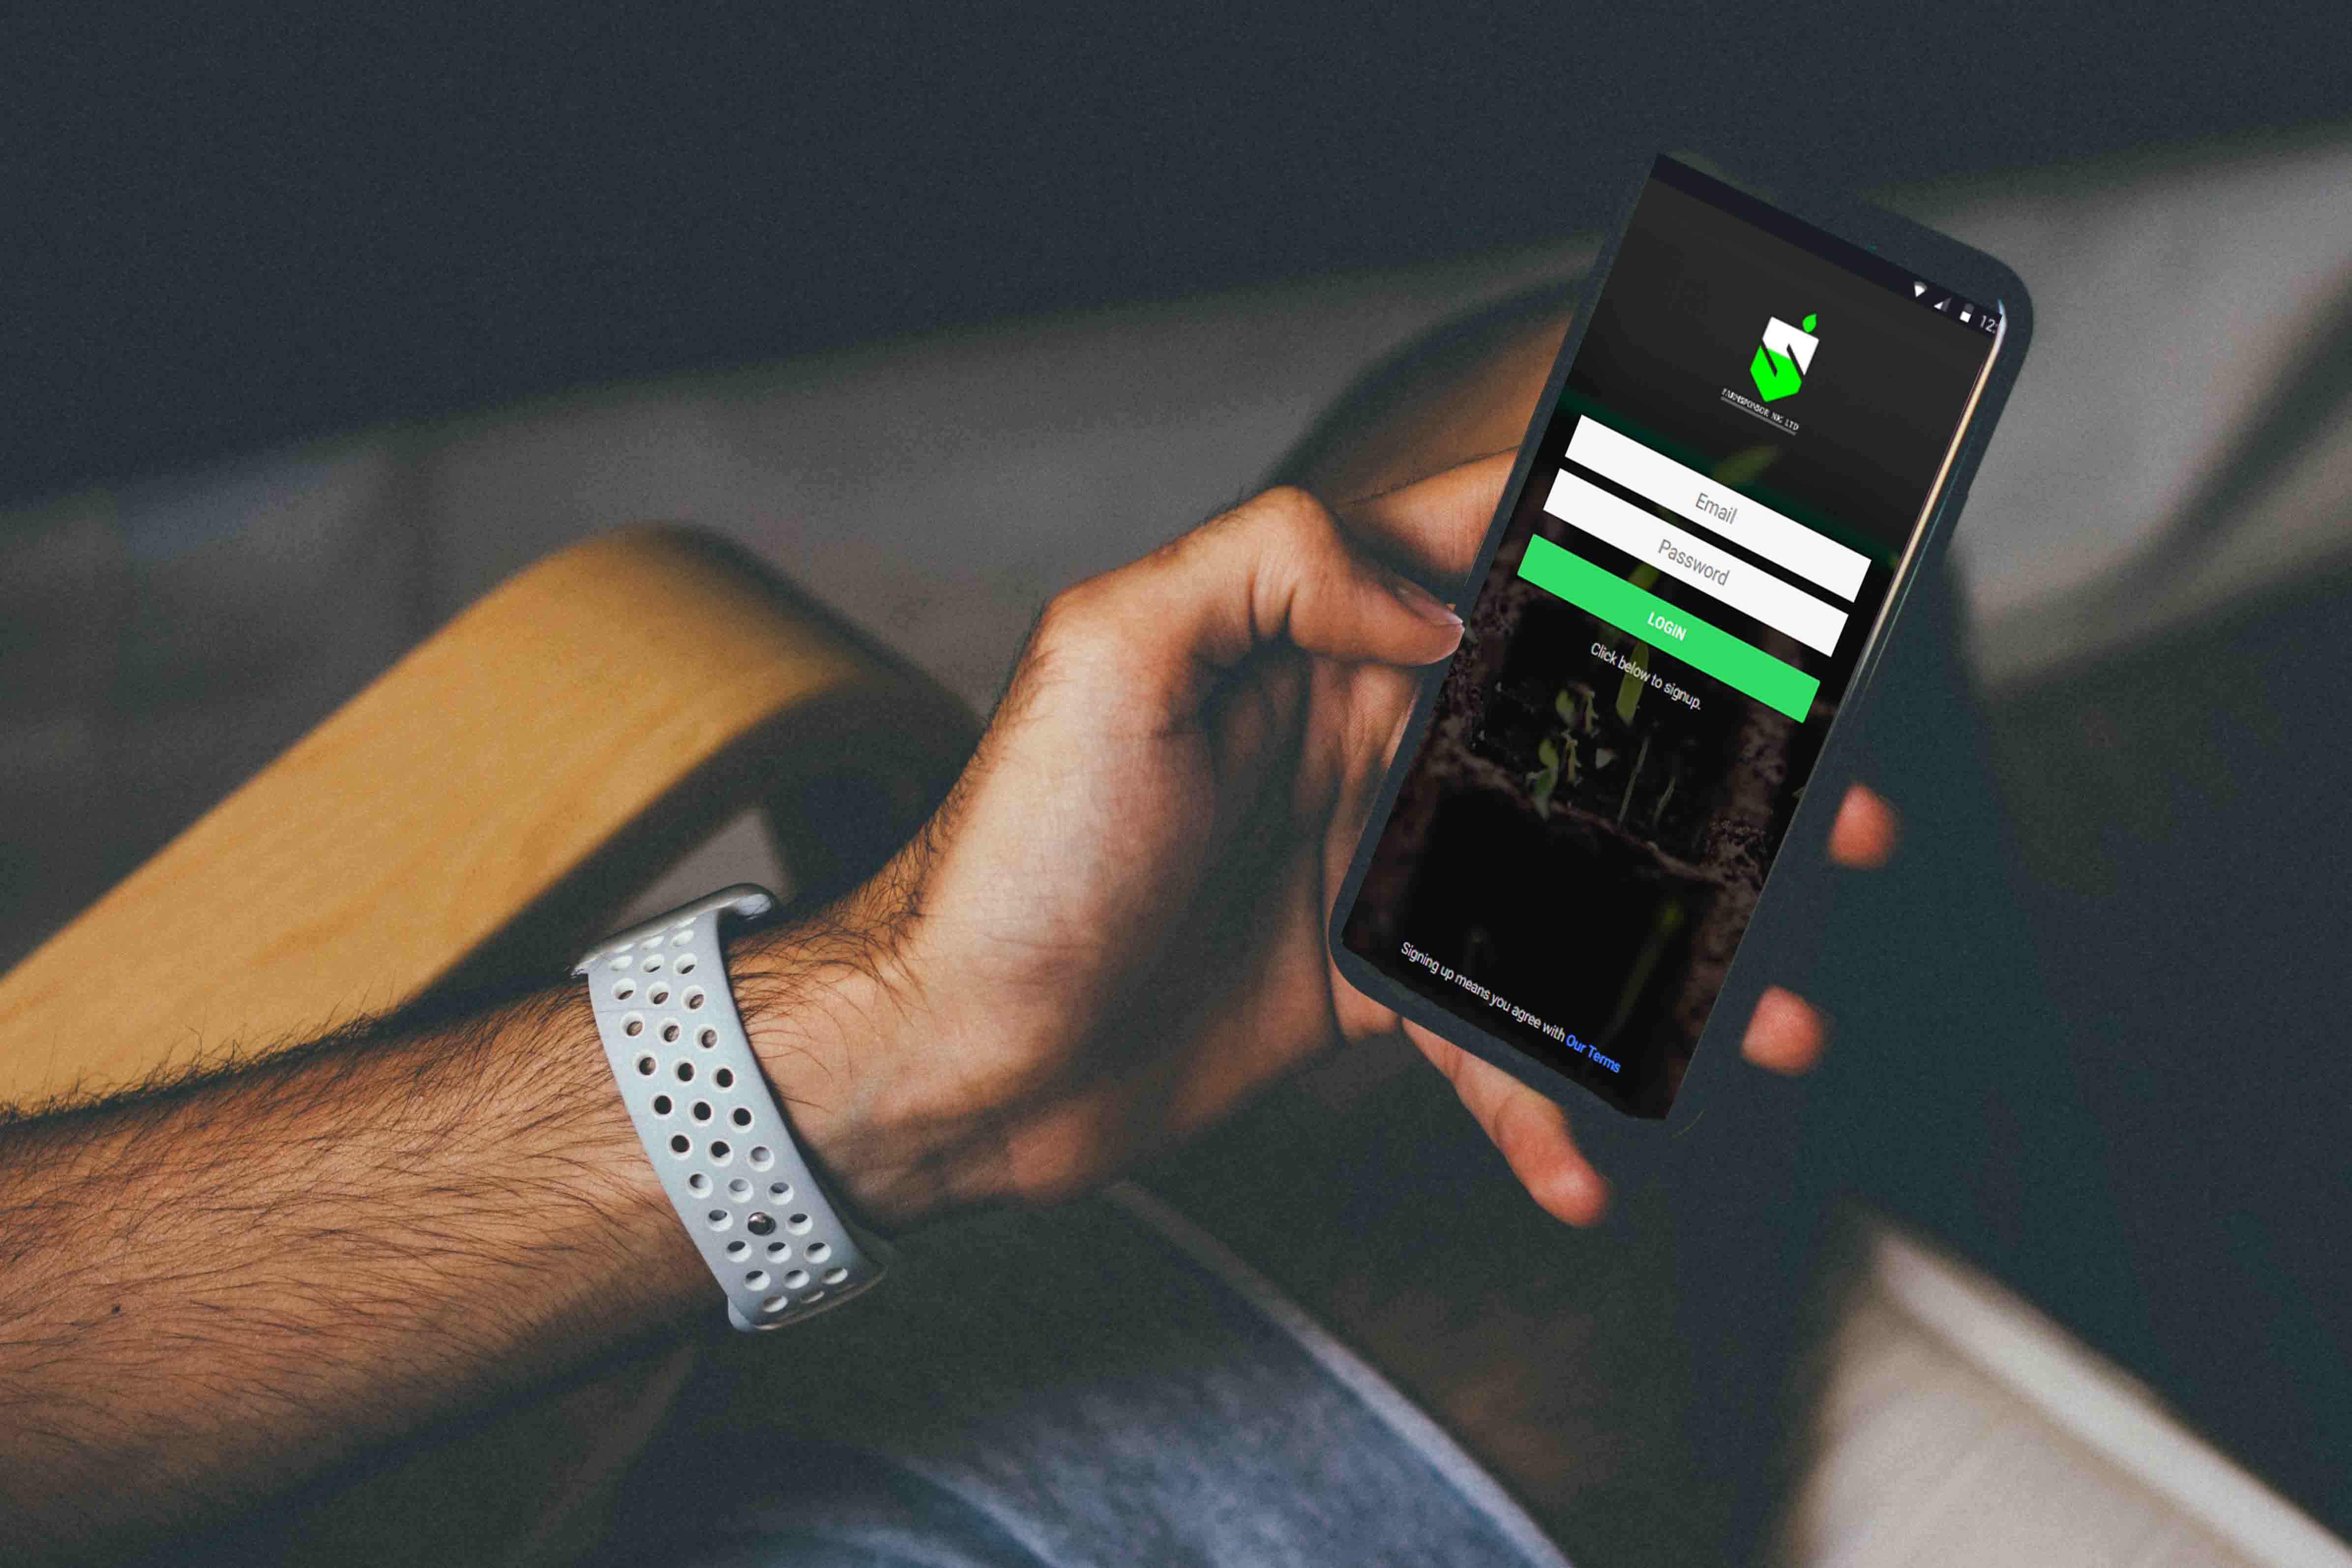 12:
FARMSPONSOR NIG LTD
Email
Password
LOGIN
Click below to signup.
Signing up means you agree with Our Terms